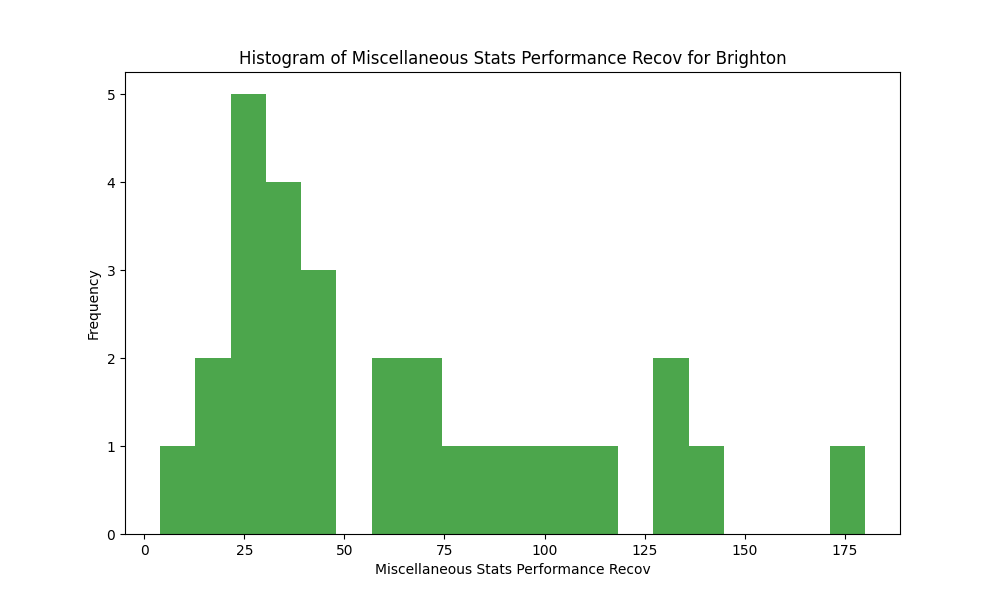 Histogram of Miscellaneous Stats Performance Recov for Brighton
5
4
3
2
1
0
Frequency
0 25 50 75 100 125 150 175
Miscellaneous Stats Performance Recov